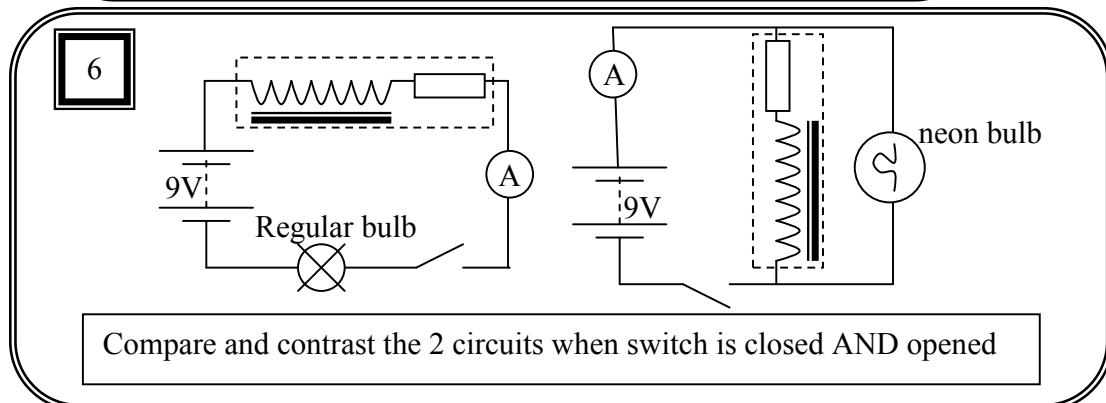 6
A
9V
Regular bulb
A
9V
neon bulb
Compare and contrast the 2 circuits when switch is closed AND opened